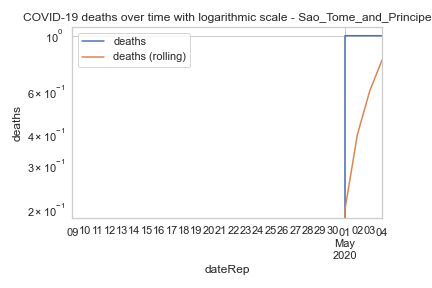 COVID-19 deaths over time with logarithmic scale - Sao_Tome_and_Principe
10⁰
deaths
deaths (rolling)
6 × 10⁻¹
4 × 10⁻¹
3 × 10⁻¹
2 × 10⁻¹
deaths
09 10 11 12 13 14 15 16 17 18 19 20 21 22 23 24 25 26 27 28 29 30 01 02 03 04
May
2020
dateRep